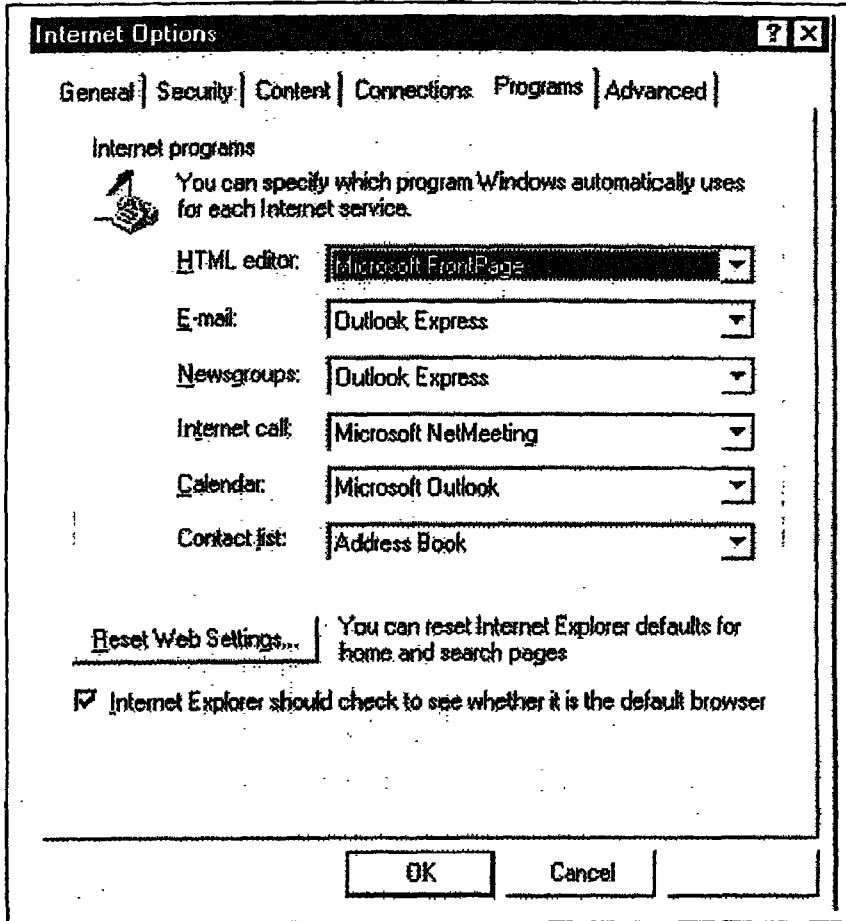 Internet Options
General Security Content Connections Programs Advanced
Internet programs
You can specify which program Windows automatically uses
for each Internet service.
HTML editor: Microsoft FrontPage
E-mail: Outlook Express
Newsgroups: Outlook Express
Internet call: Microsoft NetMeeting
Calendar: Microsoft Outlook
Contact list: Address Book
Reset Web Settings...
You can reset Internet Explorer defaults for
home and search pages
Internet Explorer should check to see whether it is the default browser
OK Cancel